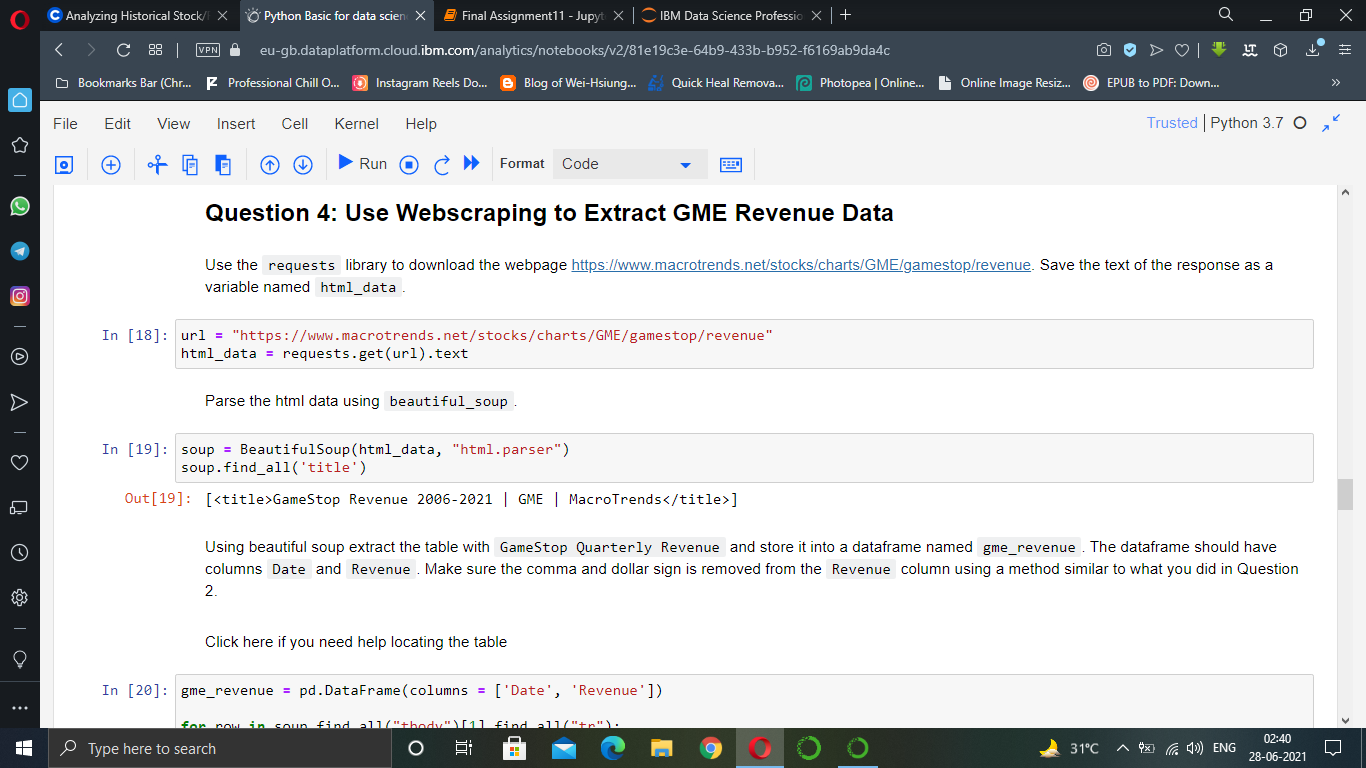 Analyzing Historical Stock/
Python Basic for data scien
Final Assignment11 - Jupyt
IBM Data Science Professio
VPN
eu-gb.dataplatform.cloud.ibm.com/analytics/notebooks/v2/81e19c3e-64b9-433b-b952-f6169ab9da4c
Bookmarks Bar (Chr...
Professional Chill O...
Instagram Reels Do...
Blog of Wei-Hsiung...
Quick Heal Remova...
Photopea | Online...
Online Image Resiz...
EPUB to PDF: Down...
»
File Edit View Insert Cell Kernel Help
Trusted | Python 3.7
Run
Format
Code
Question 4: Use Webscraping to Extract GME Revenue Data
Use the requests library to download the webpage https://www.macrotrends.net/stocks/charts/GME/gamestop/revenue. Save the text of the response as a
variable named html_data.
In [18]: url = "https://www.macrotrends.net/stocks/charts/GME/gamestop/revenue"
html_data = requests.get(url).text
Parse the html data using beautiful_soup.
In [19]: soup = BeautifulSoup(html_data, "html.parser")
soup.find_all('title')
Out[19]: [<title>GameStop Revenue 2006-2021 | GME | MacroTrends</title>]
Using beautiful soup extract the table with GameStop Quarterly Revenue and store it into a dataframe named gme_revenue. The dataframe should have
columns Date and Revenue. Make sure the comma and dollar sign is removed from the Revenue column using a method similar to what you did in Question
2.
Click here if you need help locating the table
In [20]: gme_revenue = pd.DataFrame(columns = ['Date', 'Revenue'])
for row in soup.find_all("tbody")[1].find_all("tr"):
Type here to search
31°C
ENG
02:40
28-06-2021